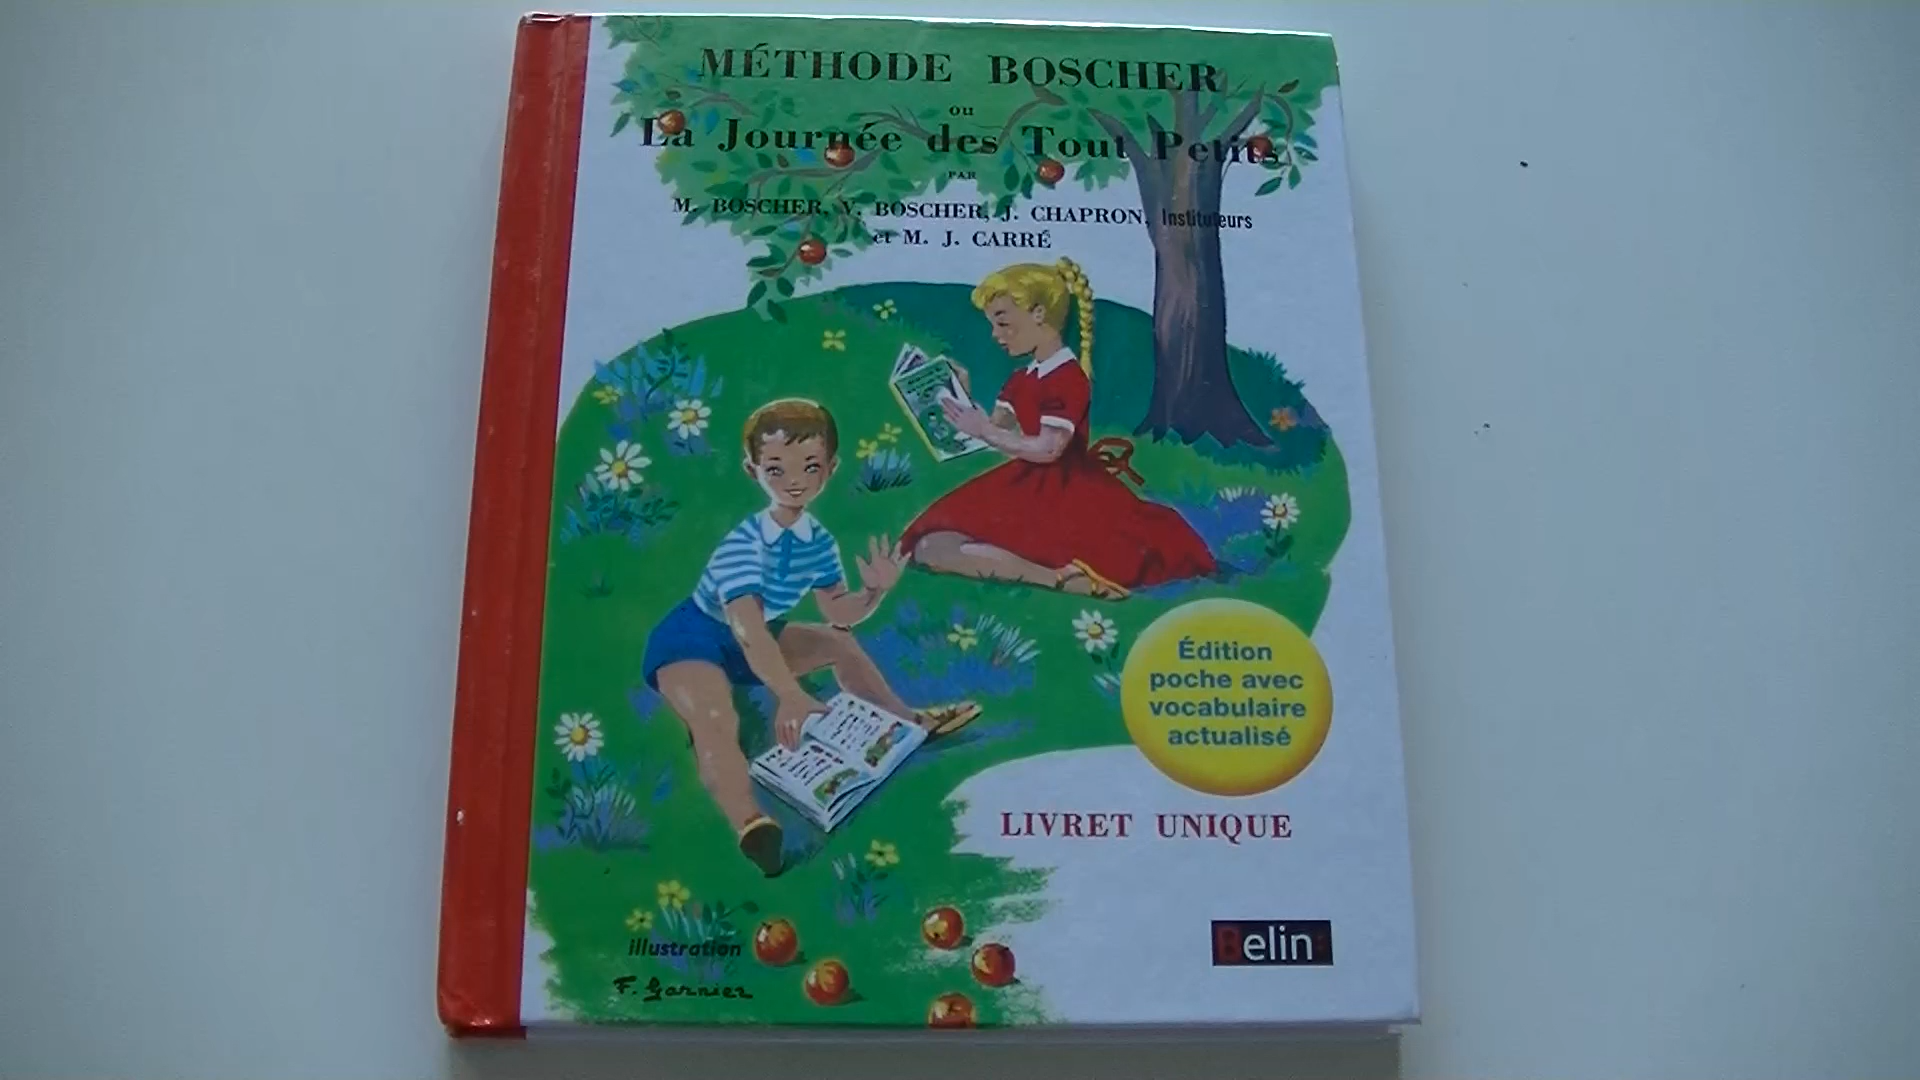 MÉTHODE BOSCHER
ou
La Journée des Tout Petits
PAR
M. BOSCHER, V. BOSCHER, J. CHAPRON, Instituteurs
et M. J. CARRÉ
Édition
poche avec
vocabulaire
actualisé
LIVRET UNIQUE
Belin:
illustration
F. Garnier